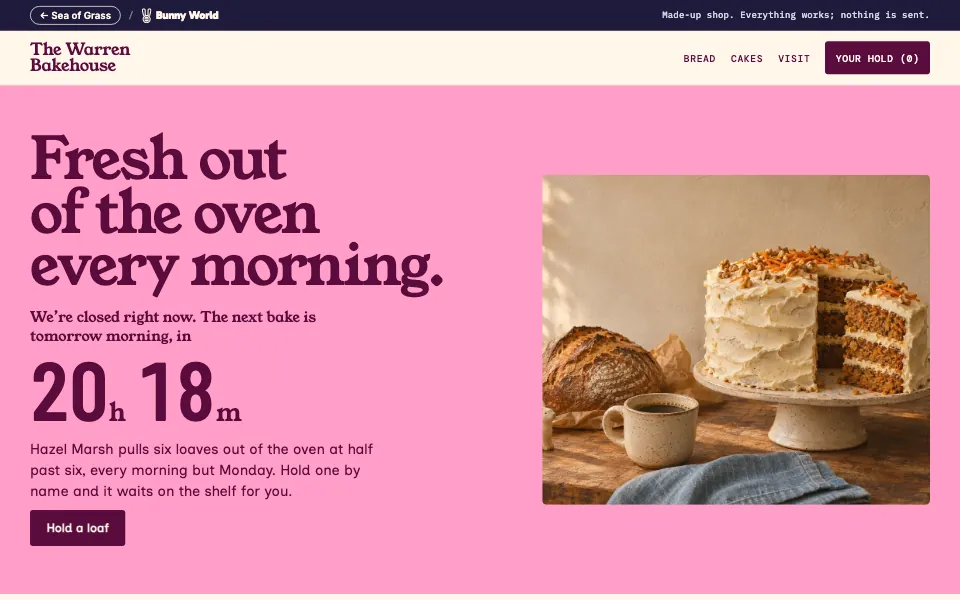 ← Sea of Grass / Bunny World
Made-up shop. Everything works; nothing is sent.
The Warren
Bakehouse
BREAD CAKES VISIT YOUR HOLD (0)
Fresh out
of the oven
every morning.
We're closed right now. The next bake is
tomorrow morning, in
20h 18m
Hazel Marsh pulls six loaves out of the oven at half
past six, every morning but Monday. Hold one by
name and it waits on the shelf for you.
Hold a loaf